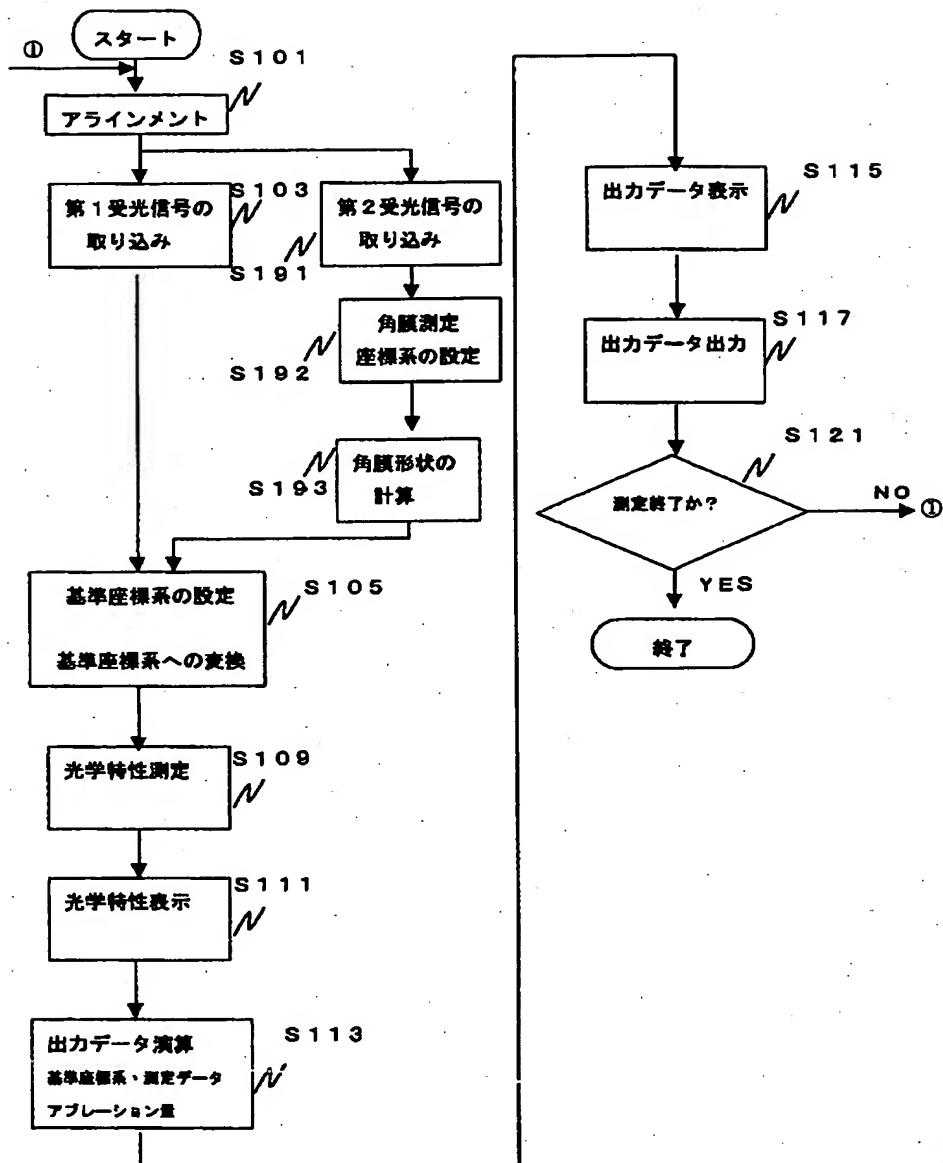 スタート
①
S101
アラインメント
S103
第1受光信号の
取り込み
第2受光信号の
取り込み
S191
角膜測定
座標系の設定
S192
角膜形状の
計算
S193
基準座標系の設定
基準座標系への変換
S105
光学特性測定
S109
光学特性表示
S111
出力データ演算
基準座標系・測定データ
アブレーション量
S113
出力データ表示
S115
出力データ出力
S117
S121
測定終了か?
NO
①
YES
終了